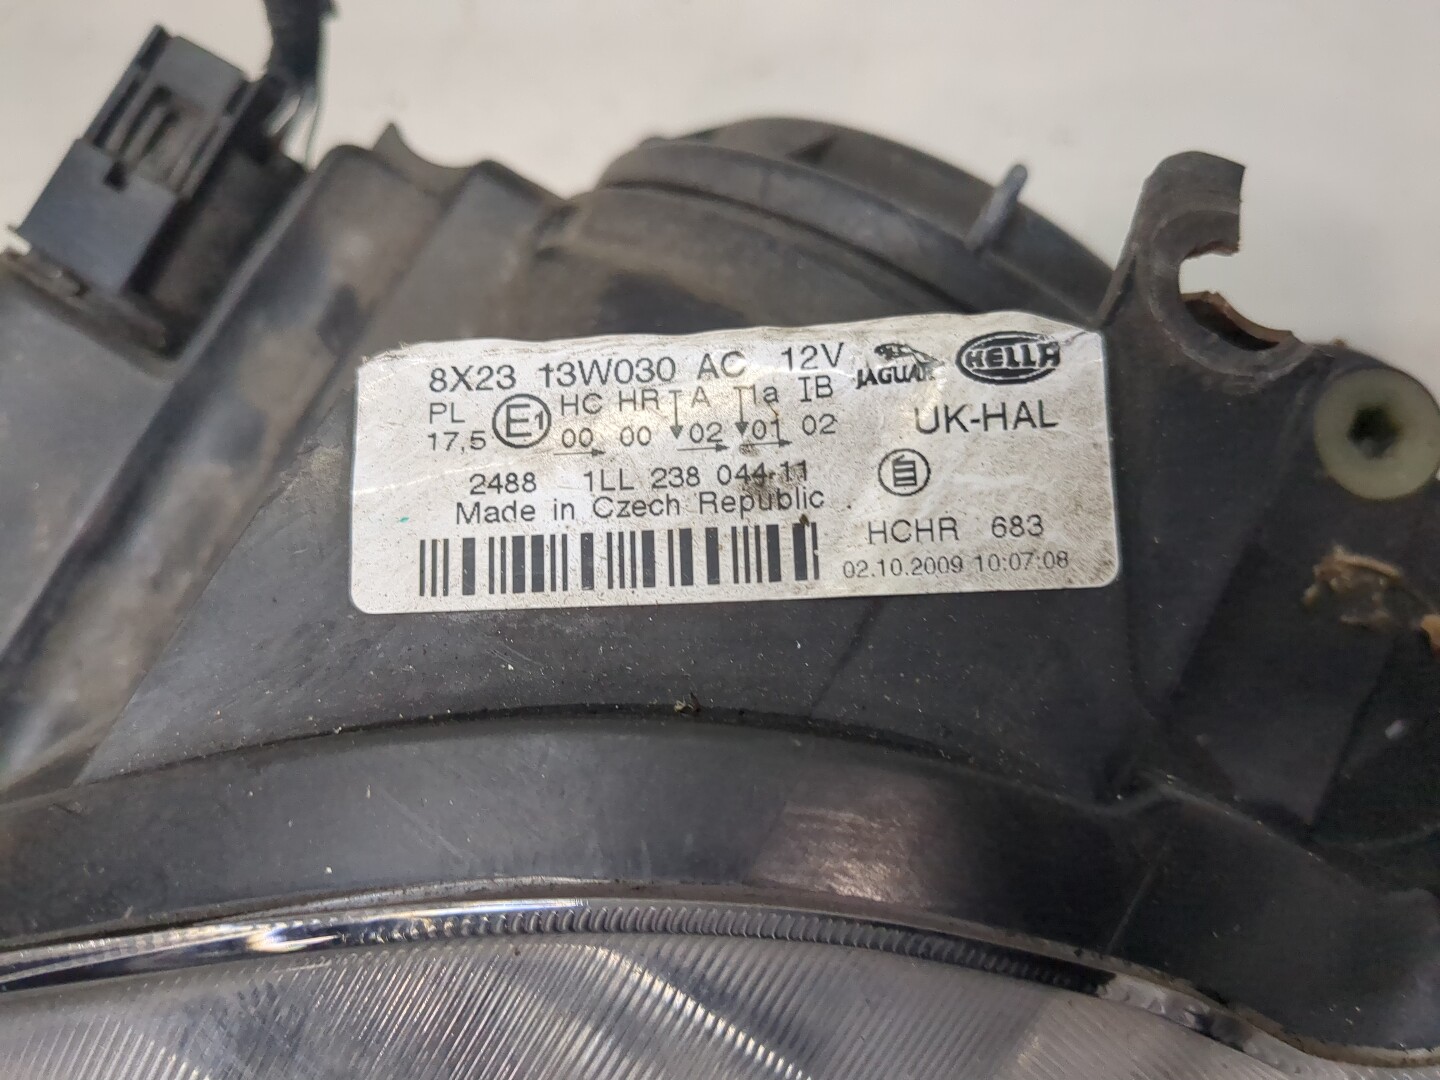 8X23 13W030 AC 12V JAGUAR HELLA
PL E1 HC HR A 1a IB UK-HAL
17,5 00 00 02 01 02
2488 1LL 238 044-11
Made in Czech Republic
HCHR 683
02.10.2009 10:07:08